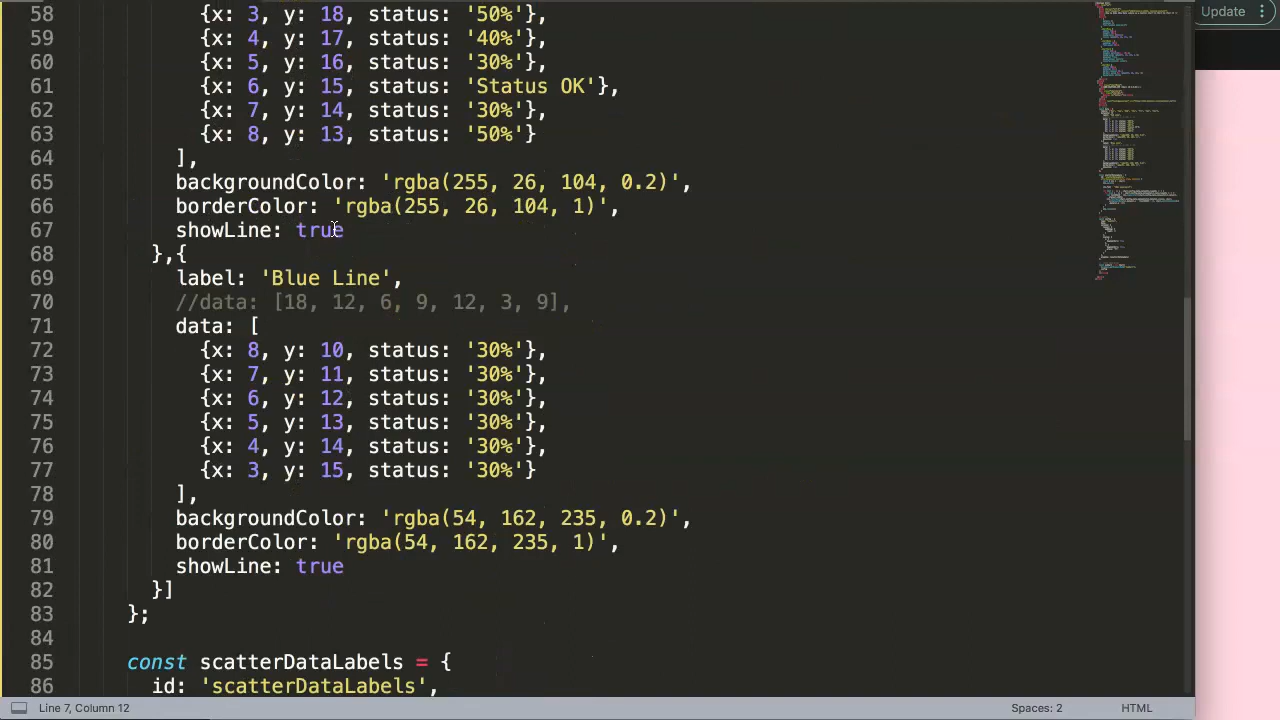 58 {x: 3, y: 18, status: '50%'},
59 {x: 4, y: 17, status: '40%'},
60 {x: 5, y: 16, status: '30%'},
61 {x: 6, y: 15, status: 'Status OK'},
62 {x: 7, y: 14, status: '30%'},
63 {x: 8, y: 13, status: '50%'}
64 ],
65 backgroundColor: 'rgba(255, 26, 104, 0.2)',
66 borderColor: 'rgba(255, 26, 104, 1)',
67 showLine: true
68 },{
69 label: 'Blue Line',
70 //data: [18, 12, 6, 9, 12, 3, 9],
71 data: [
72 {x: 8, y: 10, status: '30%'},
73 {x: 7, y: 11, status: '30%'},
74 {x: 6, y: 12, status: '30%'},
75 {x: 5, y: 13, status: '30%'},
76 {x: 4, y: 14, status: '30%'},
77 {x: 3, y: 15, status: '30%'}
78 ],
79 backgroundColor: 'rgba(54, 162, 235, 0.2)',
80 borderColor: 'rgba(54, 162, 235, 1)',
81 showLine: true
82 }]
83 };
84
85 const scatterDataLabels = {
86 id: 'scatterDataLabels',
Line 7, Column 12
Spaces: 2
HTML
Update